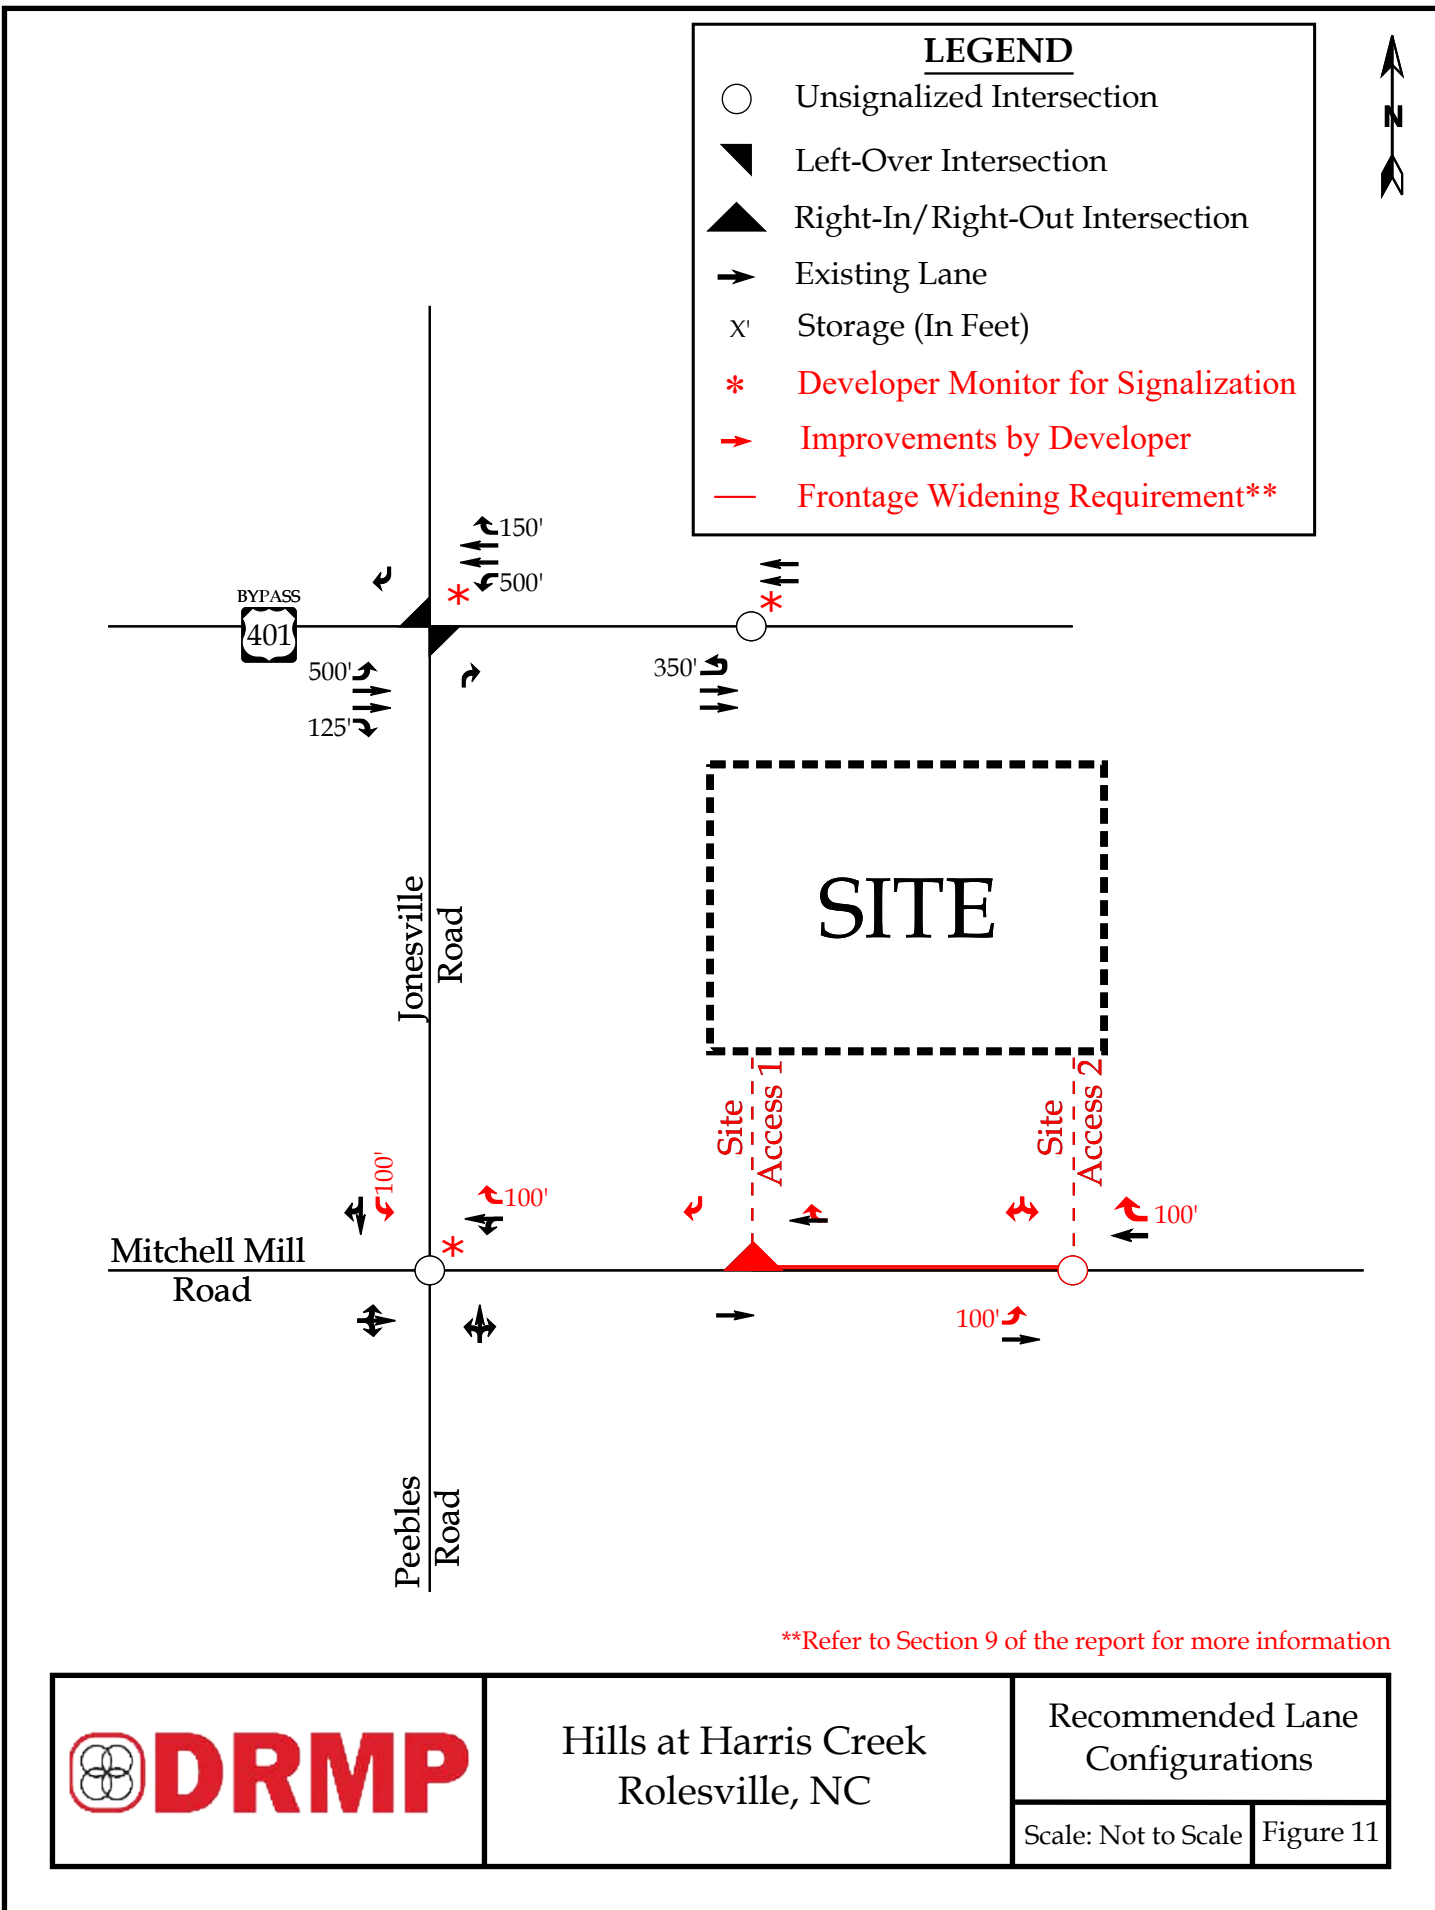 LEGEND
Unsignalized Intersection
Left-Over Intersection
Right-In/Right-Out Intersection
Existing Lane
X' Storage (In Feet)
* Developer Monitor for Signalization
Improvements by Developer
Frontage Widening Requirement**
N
150'
500'
*
*
BYPASS
401
500'
125'
350'
SITE
Jonesville
Road
Site
Access 1
Site
Access 2
100'
100'
100'
*
Mitchell Mill
Road
100'
Peebles
Road
**Refer to Section 9 of the report for more information
DRMP
Hills at Harris Creek
Rolesville, NC
Recommended Lane
Configurations
Scale: Not to Scale
Figure 11